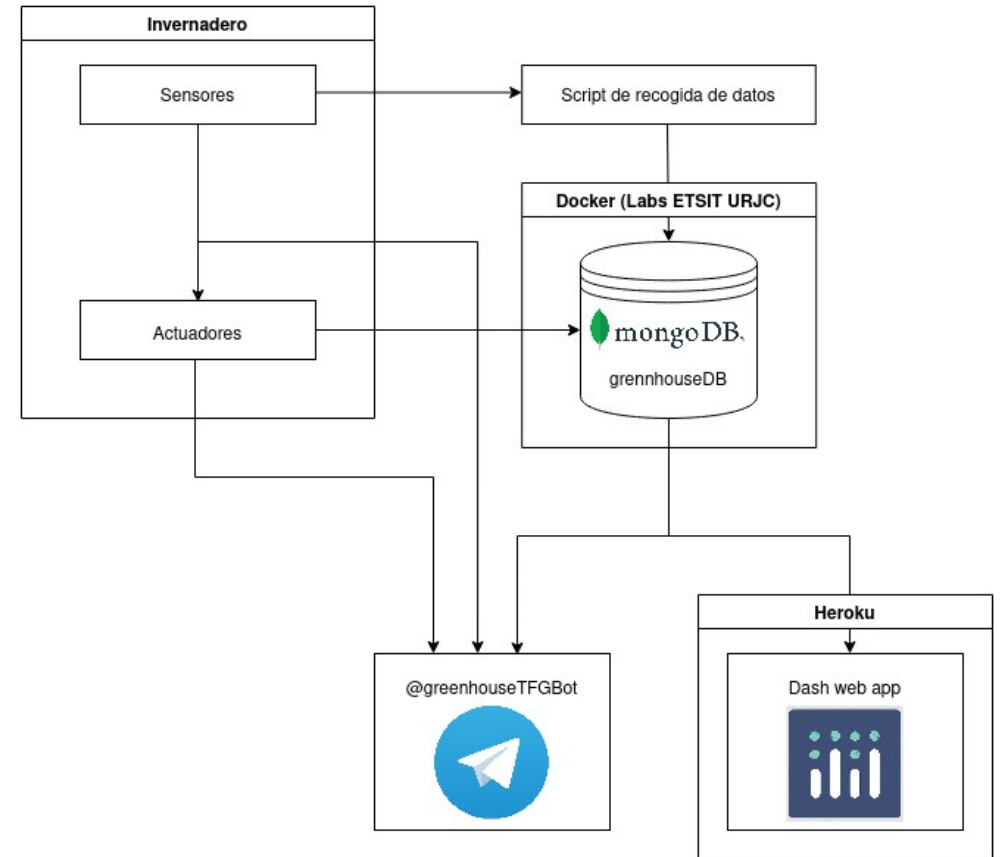 Invernadero
Sensores
Script de recogida de datos
Docker (Labs ETSIT URJC)
Actuadores
mongoDB.
grennhouseDB
Heroku
@greenhouseTFGBot
Dash web app